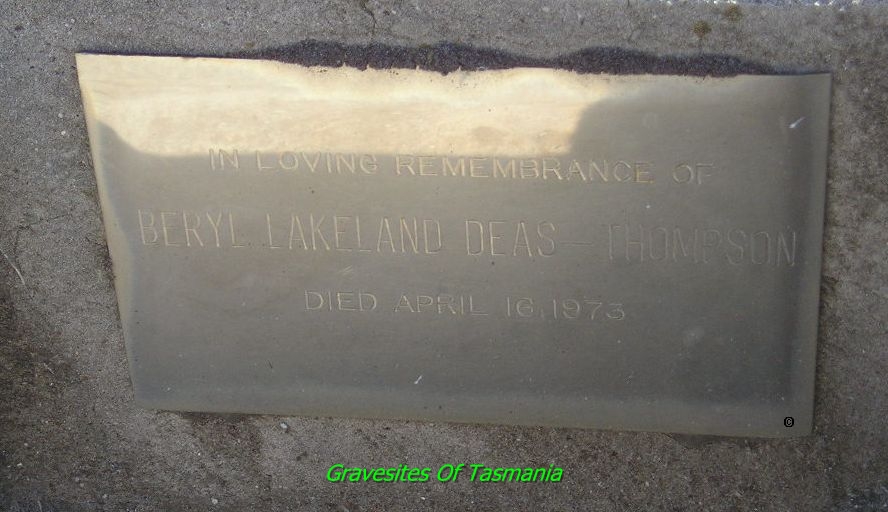 IN LOVING REMEMBRANCE OF
BERYL LAKELAND DEAS—THOMPSON
DIED APRIL 16, 1973
©
Gravesites Of Tasmania